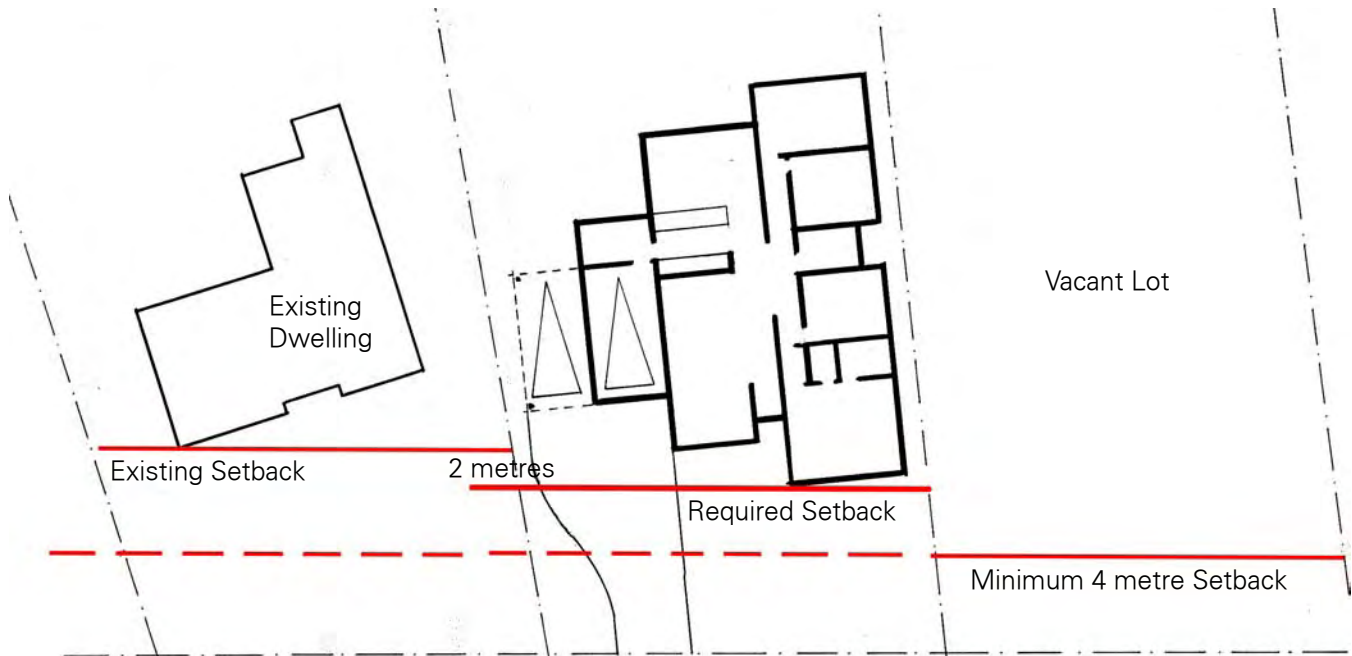 Vacant Lot
Existing
Dwelling
Existing Setback
2 metres
Required Setback
Minimum 4 metre Setback